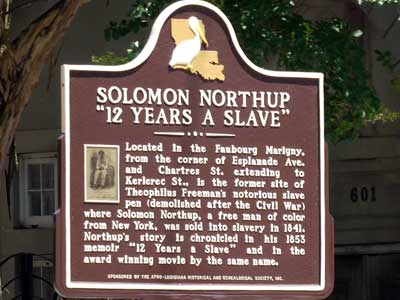 SOLOMON NORTHUP
"12 YEARS A SLAVE"
Located in the Faubourg Marigny,
from the corner of Esplanade Ave.
and Chartres St. extending to
Kerlerec St., is the former site of
Theophilus Freeman's notorious slave
pen (demolished after the Civil War)
where Solomon Northup, a free man of color
from New York, was sold into slavery in 1841.
Northup's story is chronicled in his 1853
memoir "12 Years a Slave" and in the
award winning movie by the same name.
SPONSORED BY THE AFRO-LOUISIANA HISTORICAL AND GENEALOGICAL SOCIETY, INC.
601